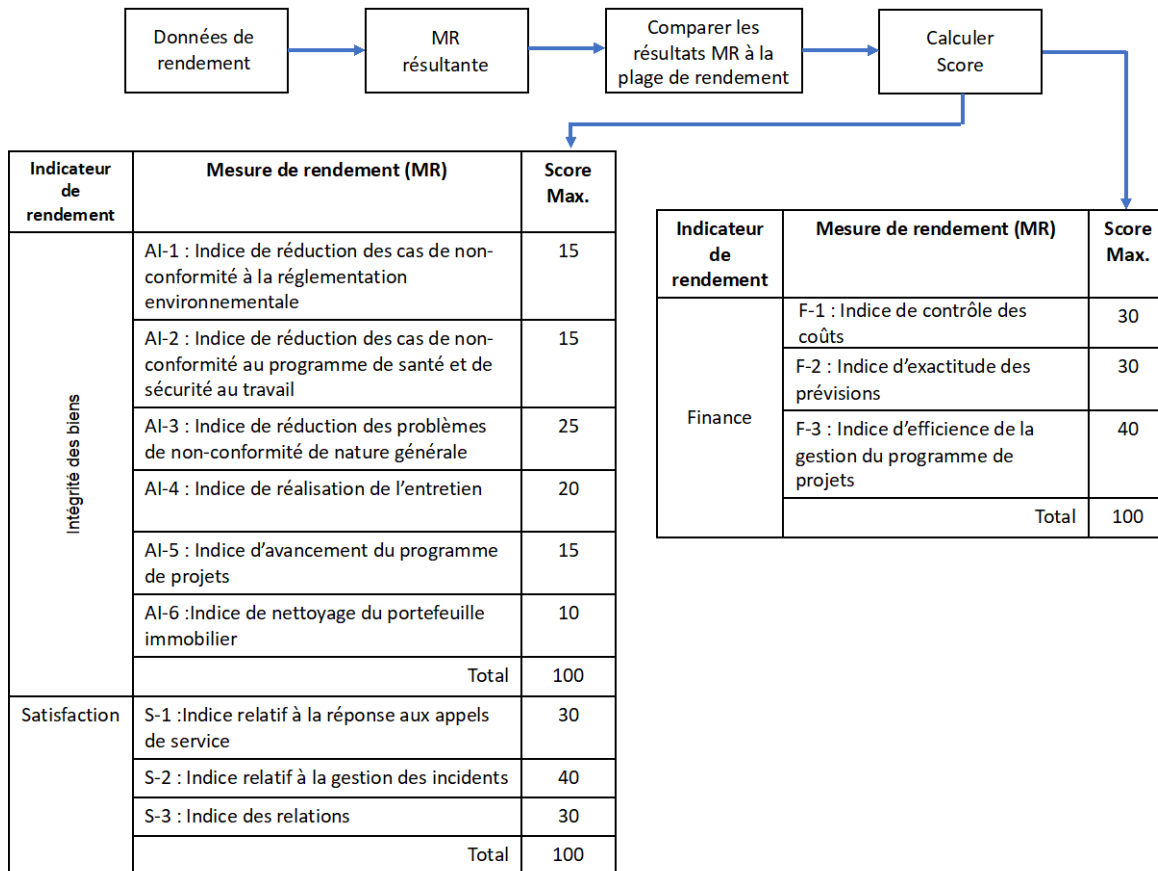 Données de
rendement
MR
résultante
Comparer les
résultats MR à la
plage de rendement
Calculer
Score
Indicateur
de
rendement
Mesure de rendement (MR)
Score
Max.
Intégrité des biens
AI-1 : Indice de réduction des cas de non-
conformité à la réglementation
environnementale
15
AI-2 : Indice de réduction des cas de non-
conformité au programme de santé et de
sécurité au travail
15
AI-3 : Indice de réduction des problèmes
de non-conformité de nature générale
25
AI-4 : Indice de réalisation de l’entretien
20
AI-5 : Indice d’avancement du programme
de projets
15
AI-6 :Indice de nettoyage du portefeuille
immobilier
10
Total
100
Satisfaction
S-1 :Indice relatif à la réponse aux appels
de service
30
S-2 : Indice relatif à la gestion des incidents
40
S-3 : Indice des relations
30
Total
100
Indicateur
de
rendement
Mesure de rendement (MR)
Score
Max.
Finance
F-1 : Indice de contrôle des
coûts
30
F-2 : Indice d’exactitude des
prévisions
30
F-3 : Indice d’efficience de la
gestion du programme de
projets
40
Total
100